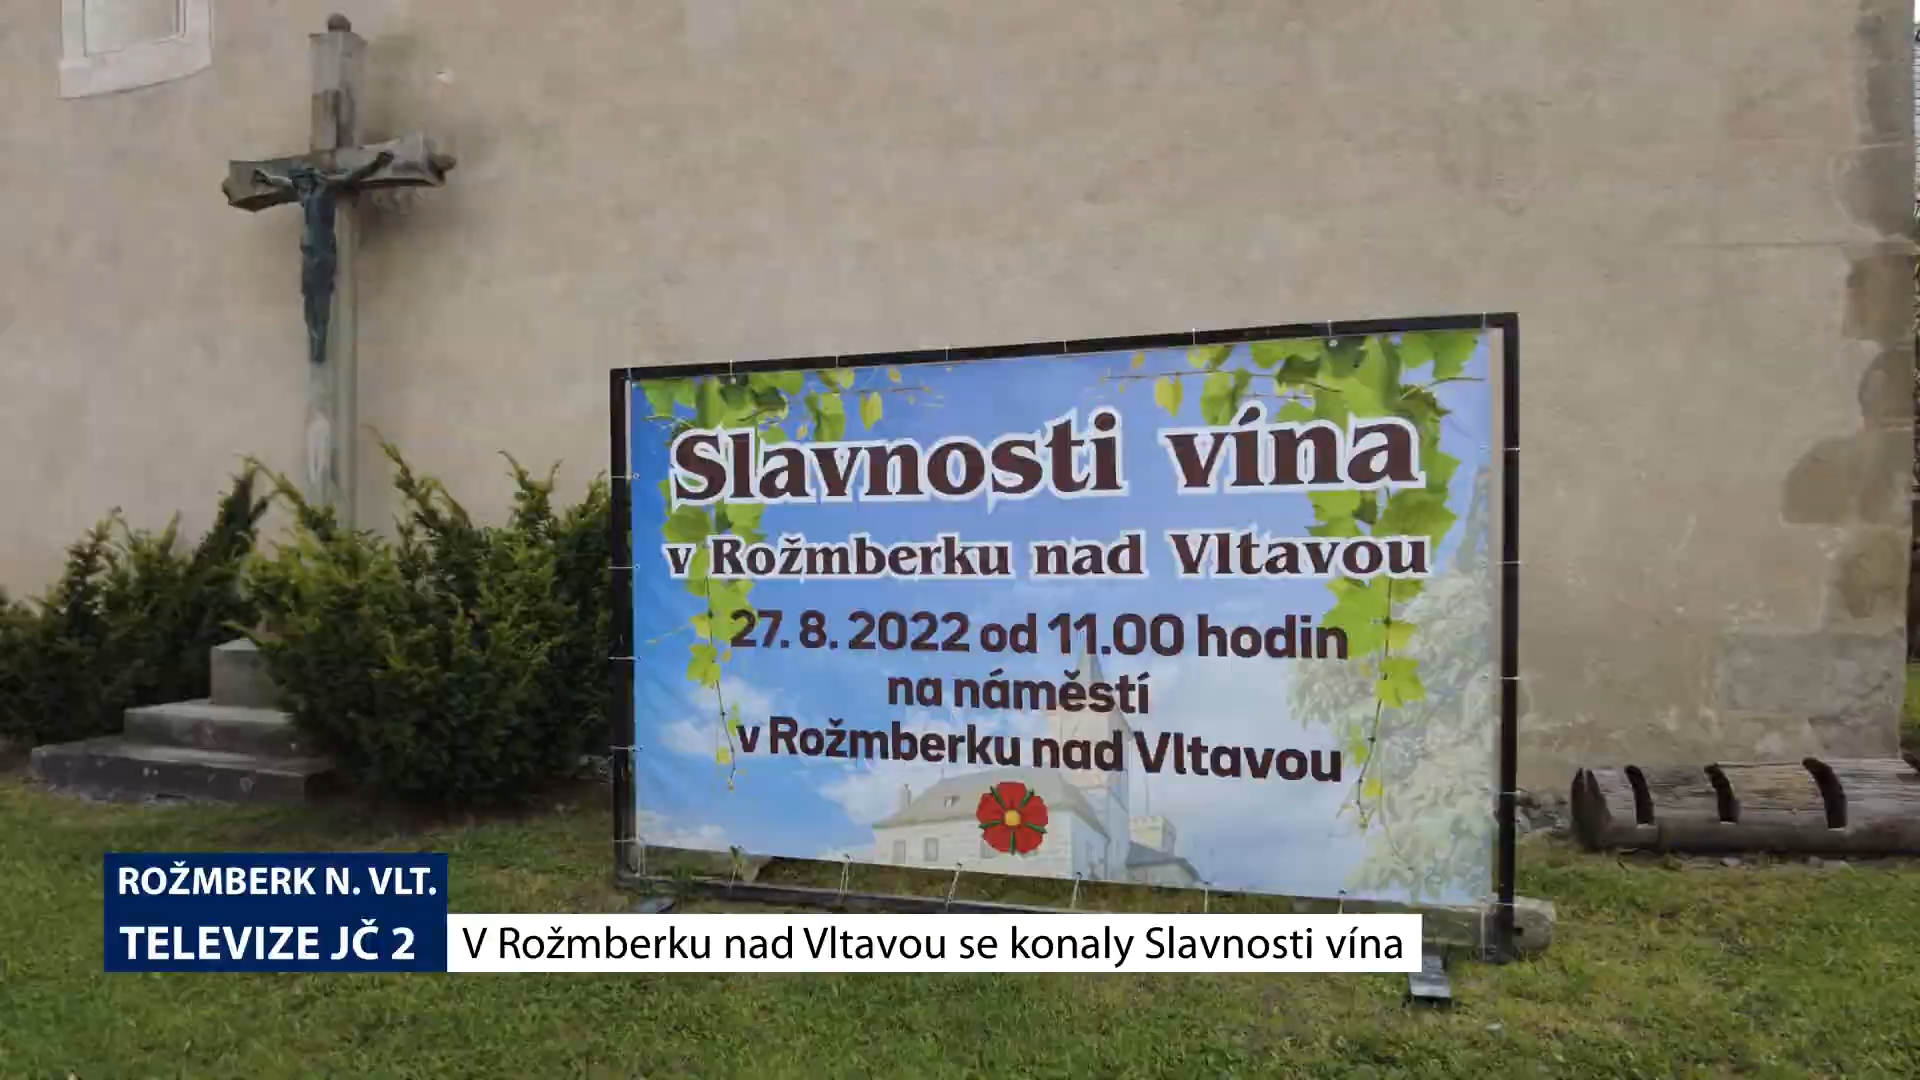 Slavnosti vína
v Rožmberku nad Vltavou
27. 8. 2022 od 11.00 hodin
na náměstí
v Rožmberku nad Vltavou
ROŽMBERK N. VLT.
TELEVIZE JČ 2
V Rožmberku nad Vltavou se konaly Slavnosti vína